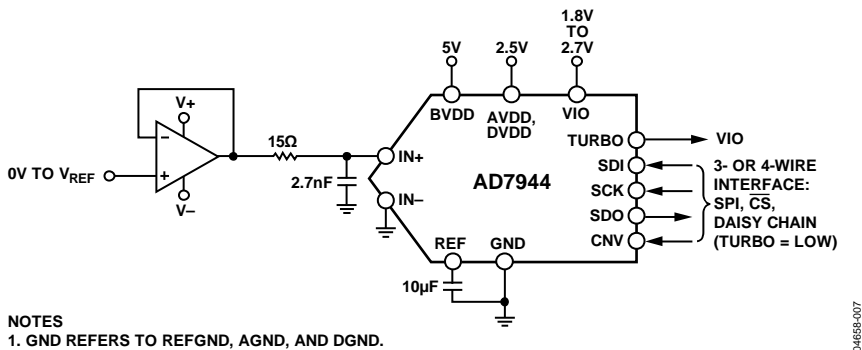 1.8V
TO
2.7V
5V
2.5V
BVDD
AVDD,
DVDD
VIO
V+
−
+
V−
0V TO VREF
15Ω
2.7nF
IN+
IN−
AD7944
TURBO
VIO
SDI
SCK
SDO
CNV
3- OR 4-WIRE
INTERFACE:
SPI, CS,
DAISY CHAIN
(TURBO = LOW)
REF
GND
10µF
NOTES
1. GND REFERS TO REFGND, AGND, AND DGND.
04658-007